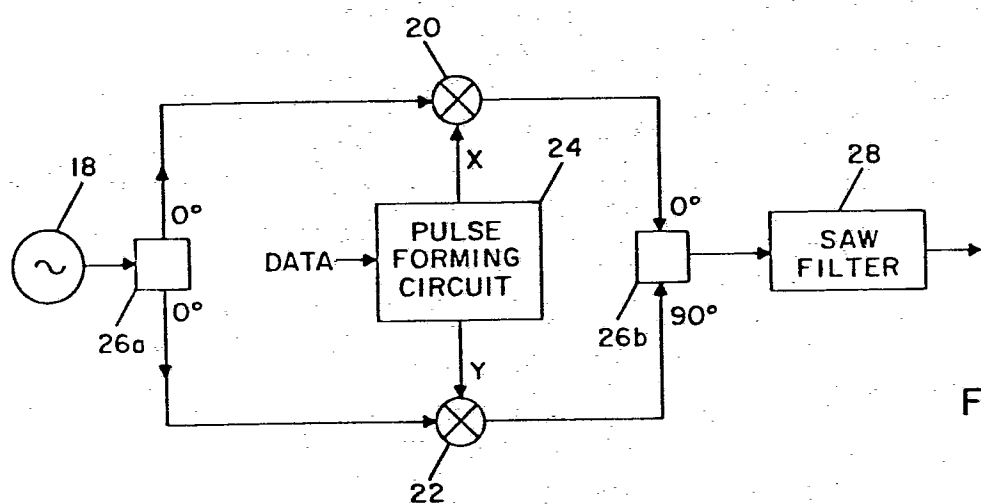 20
18
24
28
X
0°
0°
PULSE
FORMING
CIRCUIT
SAW
FILTER
DATA
0°
90°
26a
26b
Y
F
22